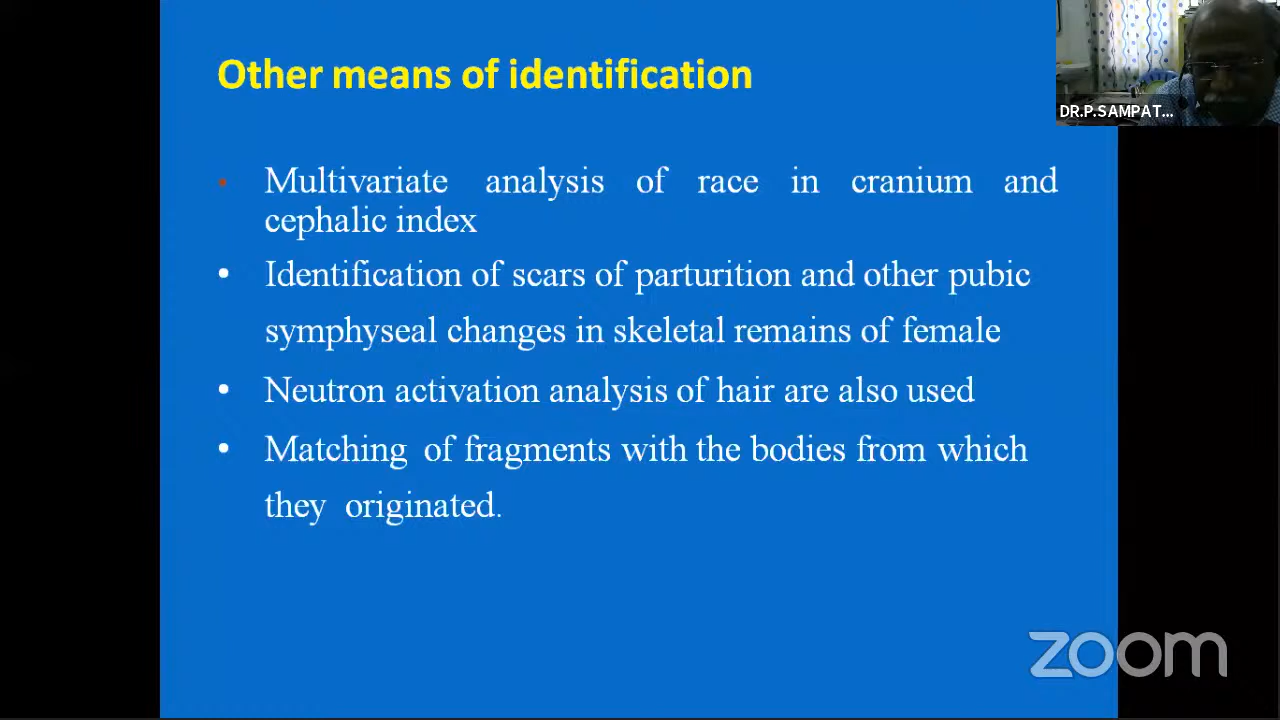 Other means of identification
DR.P.SAMPAT...
• Multivariate analysis of race in cranium and
cephalic index
• Identification of scars of parturition and other pubic
symphyseal changes in skeletal remains of female
• Neutron activation analysis of hair are also used
• Matching of fragments with the bodies from which
they originated.
zoom